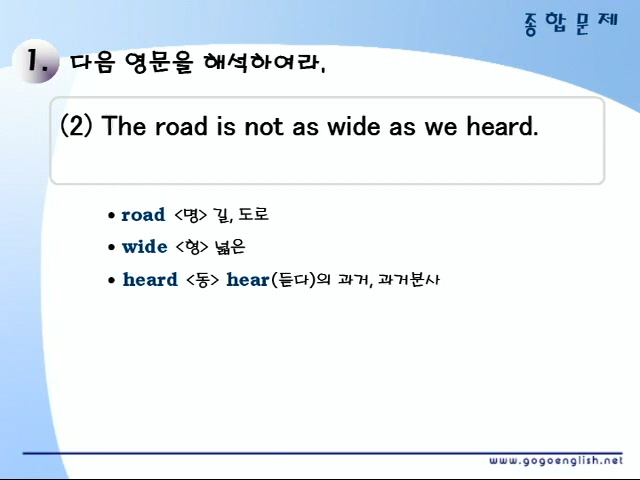 종합문제
1. 다음 영문을 해석하여라.
(2) The road is not as wide as we heard.
• road <명> 길, 도로
• wide <형> 넓은
• heard <동> hear(듣다)의 과거, 과거분사
www.gogoenglish.net